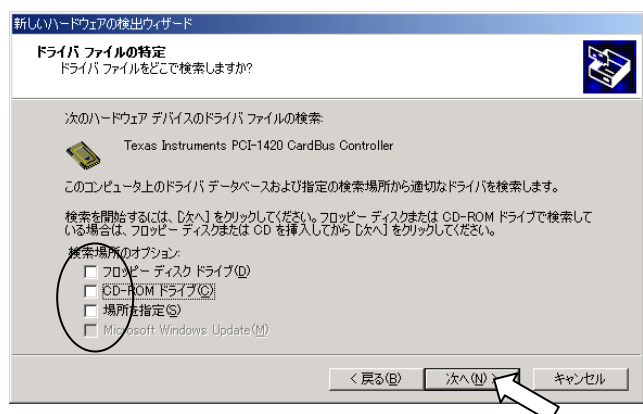 新しいハードウェアの検出ウィザード
ドライバ ファイルの特定
ドライバ ファイルをどこで検索しますか?
次のハードウェア デバイスのドライバ ファイルの検索:
Texas Instruments PCI-1420 CardBus Controller
このコンピュータ上のドライバ データベースおよび指定の検索場所から適切なドライバを検索します。
検索を開始するには、[次へ] をクリックしてください。フロッピー ディスクまたは CD-ROM ドライブで検索して
いる場合は、フロッピー ディスクまたは CD を挿入してから [次へ] をクリックしてください。
検索場所のオプション:
フロッピー ディスク ドライブ(D)
CD-ROM ドライブ(C)
場所を指定(S)
Microsoft Windows Update(M)
< 戻る(B) 次へ(N) > キャンセル